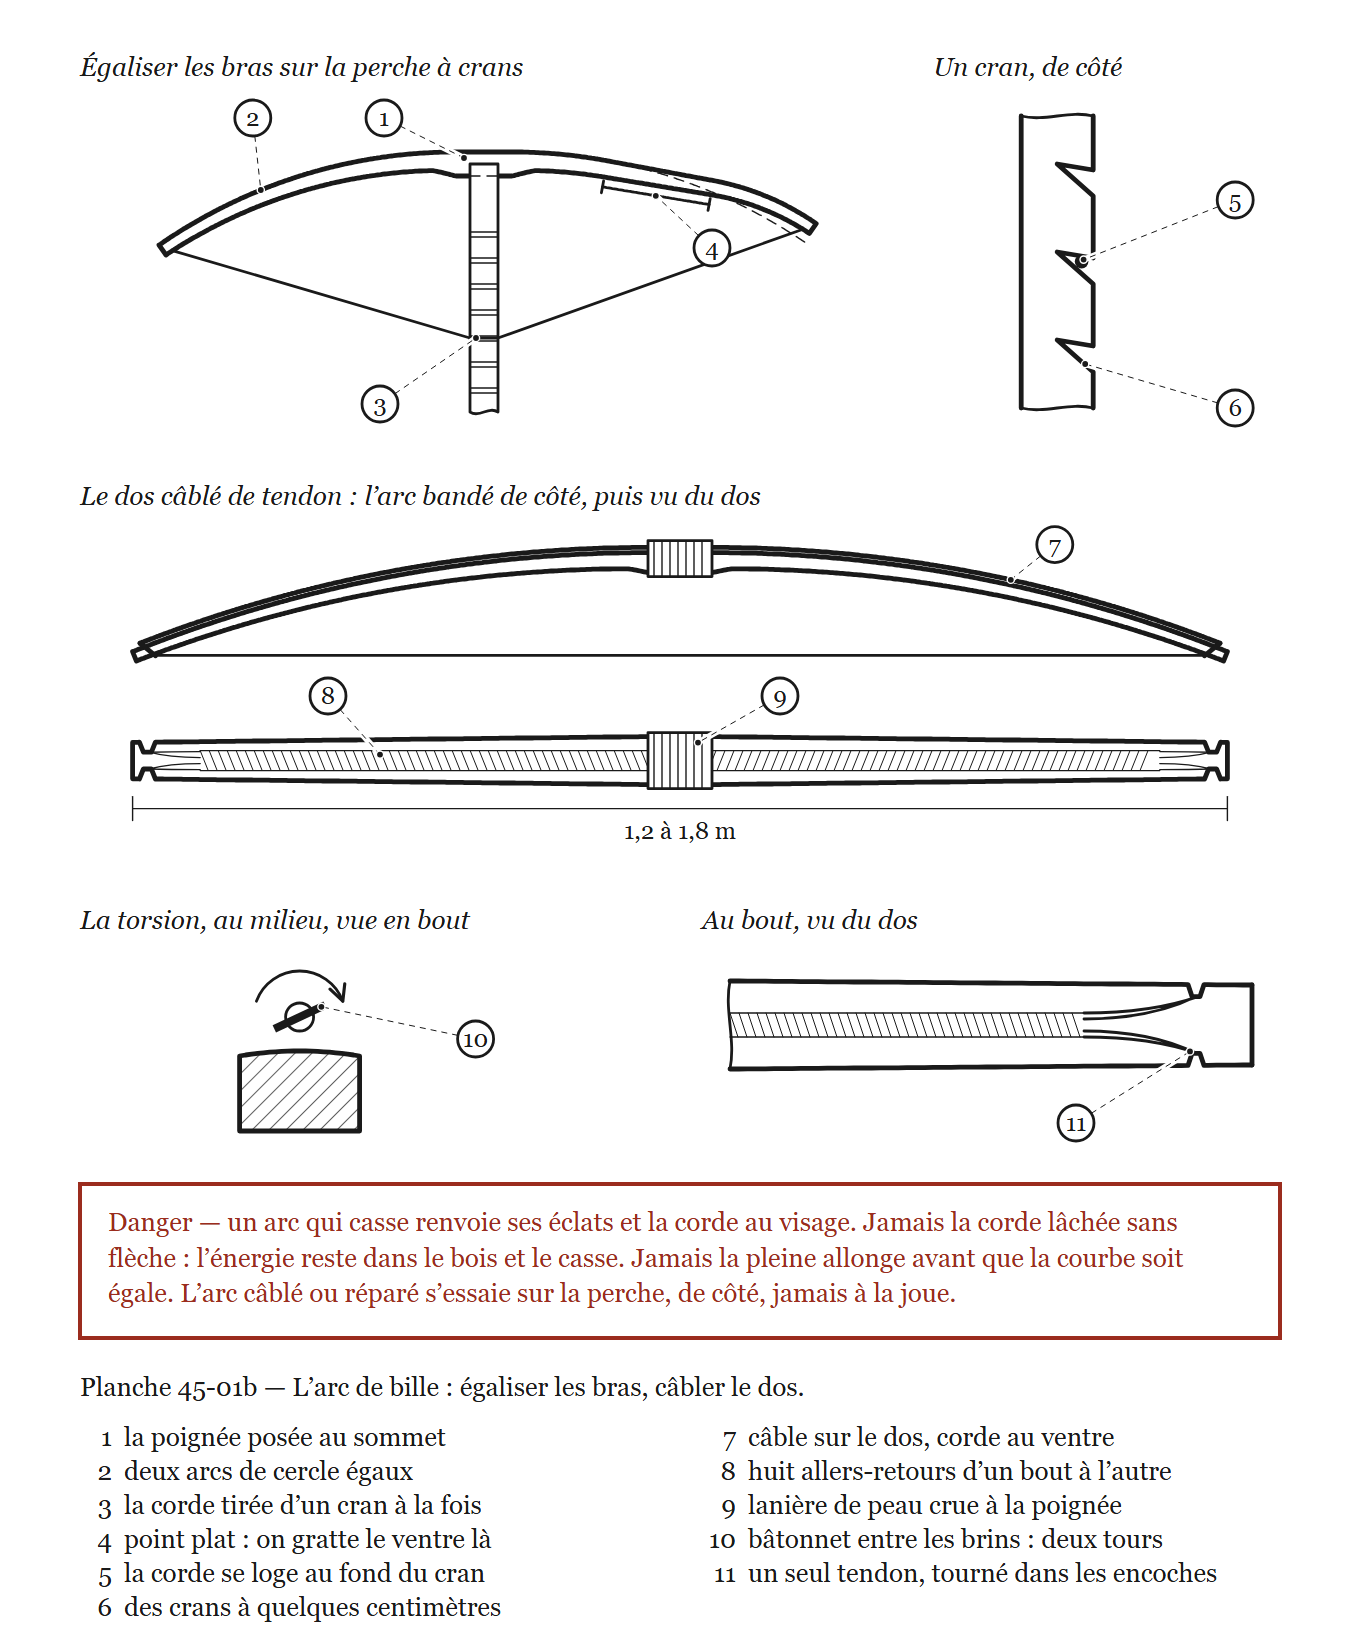 Égaliser les bras sur la perche à crans
Un cran, de côté
2
1
5
4
3
6
Le dos câblé de tendon : l’arc bandé de côté, puis vu du dos
7
8
9
1,2 à 1,8 m
La torsion, au milieu, vue en bout
Au bout, vu du dos
10
11
Danger — un arc qui casse renvoie ses éclats et la corde au visage. Jamais la corde lâchée sans
flèche : l’énergie reste dans le bois et le casse. Jamais la pleine allonge avant que la courbe soit
égale. L’arc câblé ou réparé s’essaie sur la perche, de côté, jamais à la joue.
Planche 45-01b — L’arc de bille : égaliser les bras, câbler le dos.
1 la poignée posée au sommet
2 deux arcs de cercle égaux
3 la corde tirée d’un cran à la fois
4 point plat : on gratte le ventre là
5 la corde se loge au fond du cran
6 des crans à quelques centimètres
7 câble sur le dos, corde au ventre
8 huit allers-retours d’un bout à l’autre
9 lanière de peau crue à la poignée
10 bâtonnet entre les brins : deux tours
11 un seul tendon, tourné dans les encoches